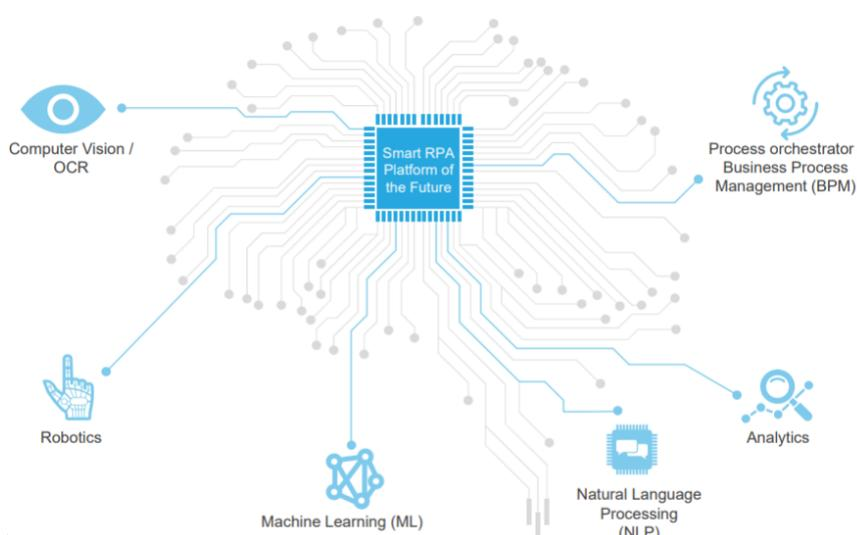 Smart RPA
Platform of
the Future
Computer Vision /
OCR
Process orchestrator
Business Process
Management (BPM)
Robotics
Analytics
Machine Learning (ML)
Natural Language
Processing
(NLP)